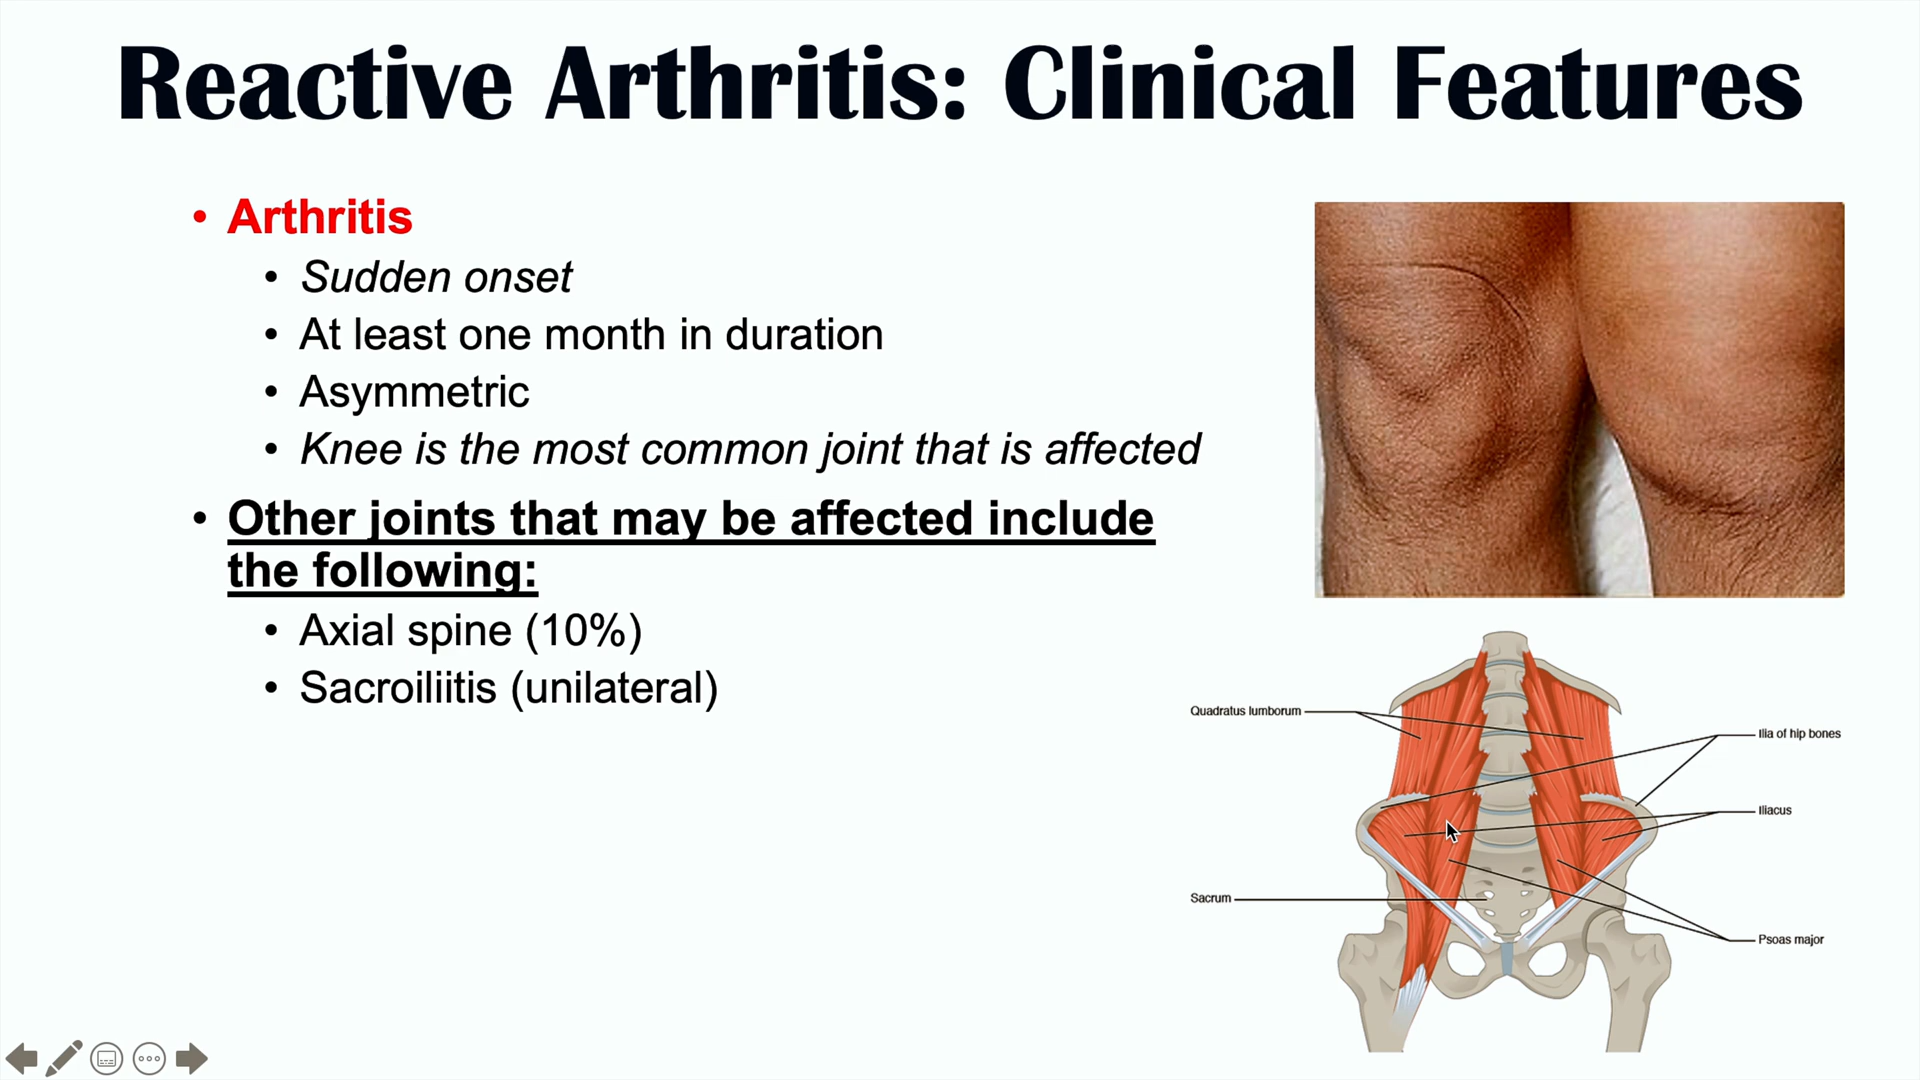 Reactive Arthritis: Clinical Features
• Arthritis
• Sudden onset
• At least one month in duration
• Asymmetric
• Knee is the most common joint that is affected
• Other joints that may be affected include
the following:
• Axial spine (10%)
• Sacroiliitis (unilateral)
Quadratus lumborum
Ilia of hip bones
Iliacus
Sacrum
Psoas major